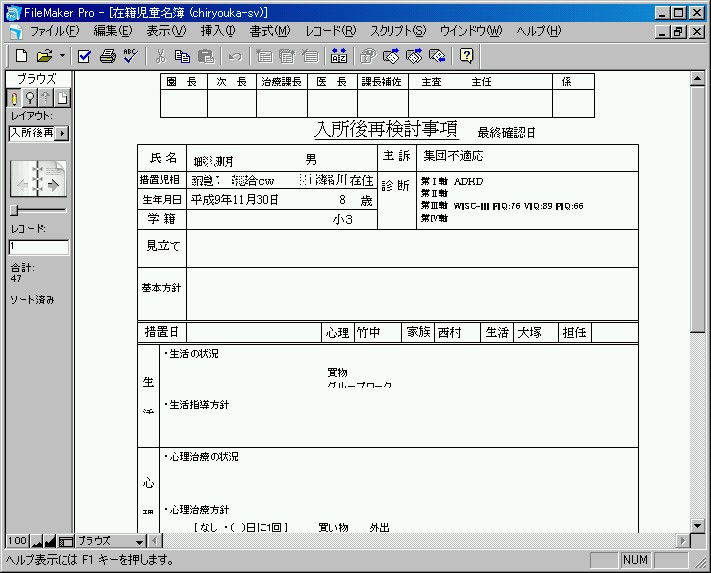 FileMaker Pro - [在籍児童名簿 (chiryouka-sv)]
ファイル(F) 編集(E) 表示(V) 挿入(I) 書式(M) レコード(R) スクリプト(S) ウインドウ(W) ヘルプ(H)
ブラウズ
レイアウト:
入所後再
レコード:
1
合計:
47
ソート済み
園 長 次 長 治療課長 医 長 課長補佐 主査 主任 係
入所後再検討事項 最終確認日
氏 名 男 主 訴 集団不適応
措置児相 cw 川在住 診 断 第Ⅰ軸 ADHD
第Ⅱ軸
生年月日 平成9年11月30日 8 歳 第Ⅲ軸 WISC-III FIQ:76 VIQ:89 PIQ:66
第Ⅳ軸
学 籍 小3
見立て
基本方針
措置日 心理 竹中 家族 西村 生活 犬塚 担任
生活
・生活の状況
買物
グループワーク
・生活指導方針
心理
・心理治療の状況
・心理治療方針
[ なし ・( )日に1回 ] 買い物 外出
100 ブラウズ
ヘルプ表示には F1 キーを押します。 NUM